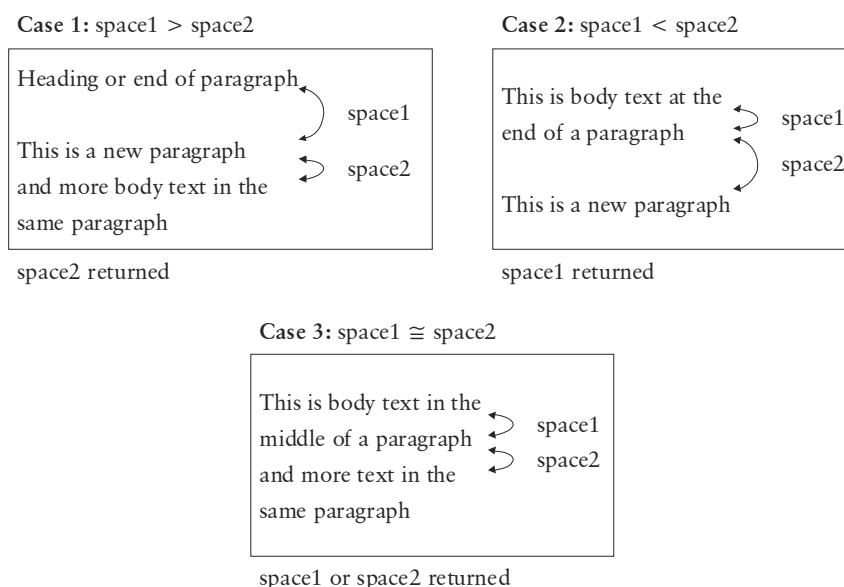 Case 1: space1 > space2
Heading or end of paragraph
space1
This is a new paragraph
space2
and more body text in the
same paragraph
space2 returned
Case 2: space1 < space2
This is body text at the
space1
end of a paragraph
space2
This is a new paragraph
space1 returned
Case 3: space1 ≅ space2
This is body text in the
space1
middle of a paragraph
space2
and more text in the
same paragraph
space1 or space2 returned